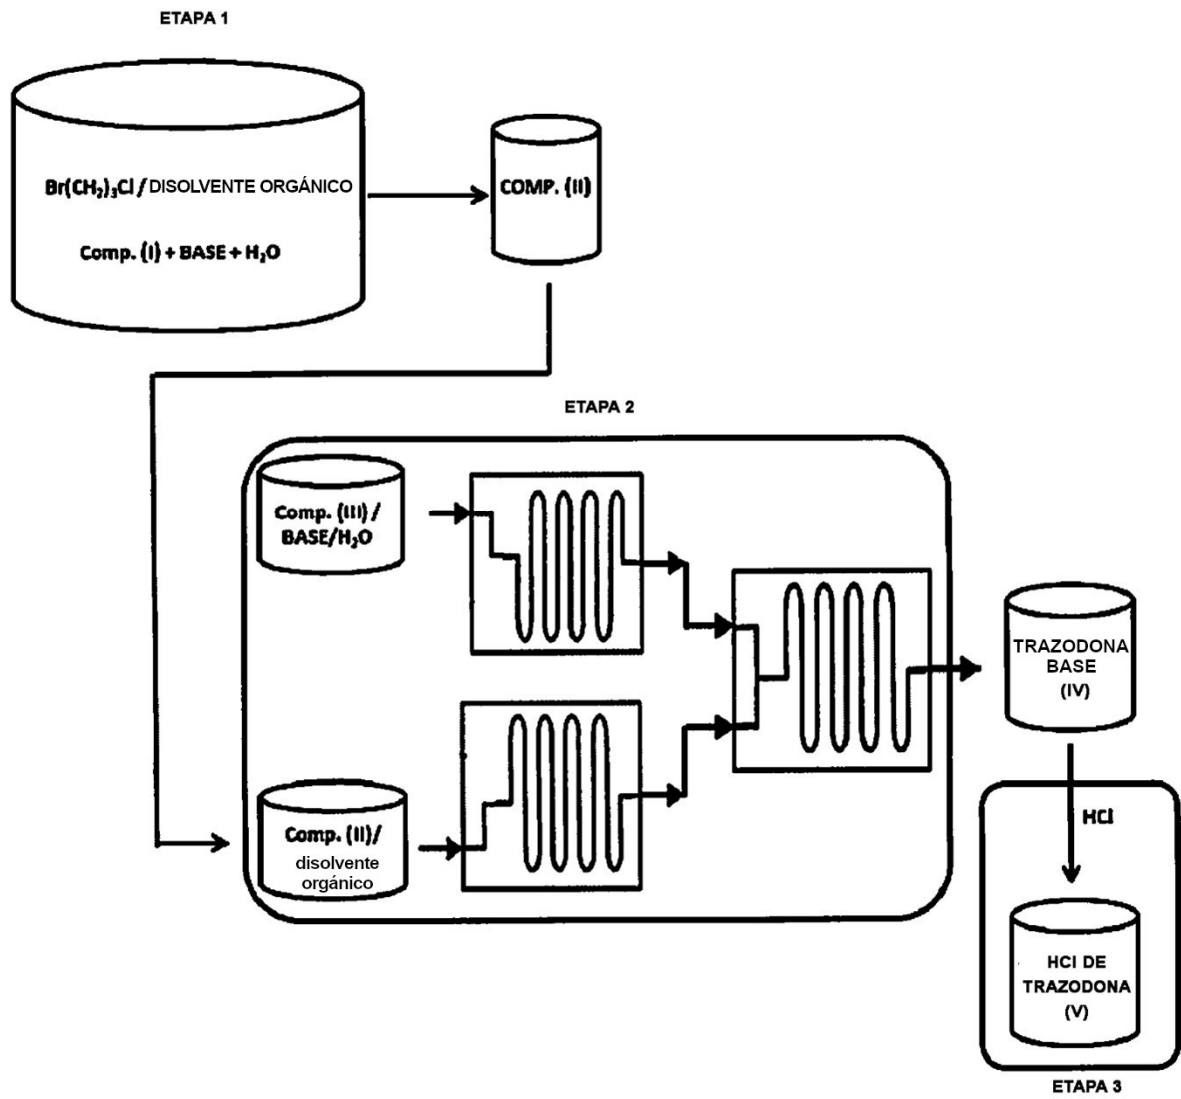 ETAPA 1
Br(CH₂)₃Cl / DISOLVENTE ORGÁNICO
Comp. (I) + BASE + H₂O
COMP. (II)
ETAPA 2
Comp. (III) /
BASE/H₂O
Comp. (II)/
disolvente
orgánico
TRAZODONA
BASE
(IV)
HCl
HCl DE
TRAZODONA
(V)
ETAPA 3